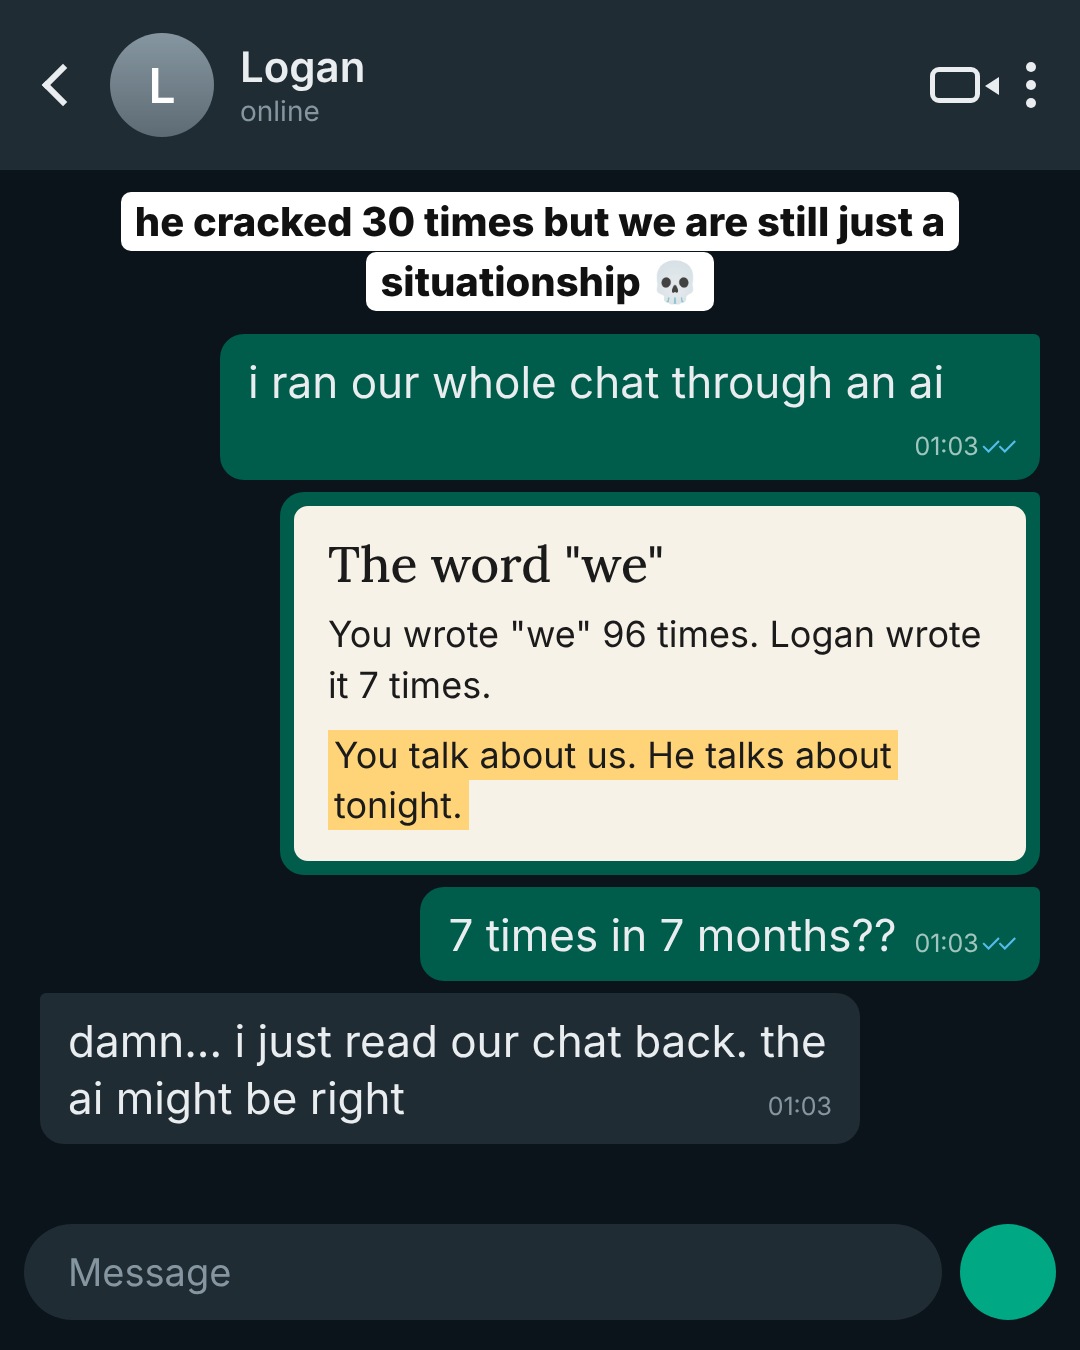 L
Logan
online
he cracked 30 times but we are still just a
situationship 💀
i ran our whole chat through an ai
01:03
The word "we"
You wrote "we" 96 times. Logan wrote
it 7 times.
You talk about us. He talks about
tonight.
7 times in 7 months?? 01:03
damn... i just read our chat back. the
ai might be right 01:03
Message